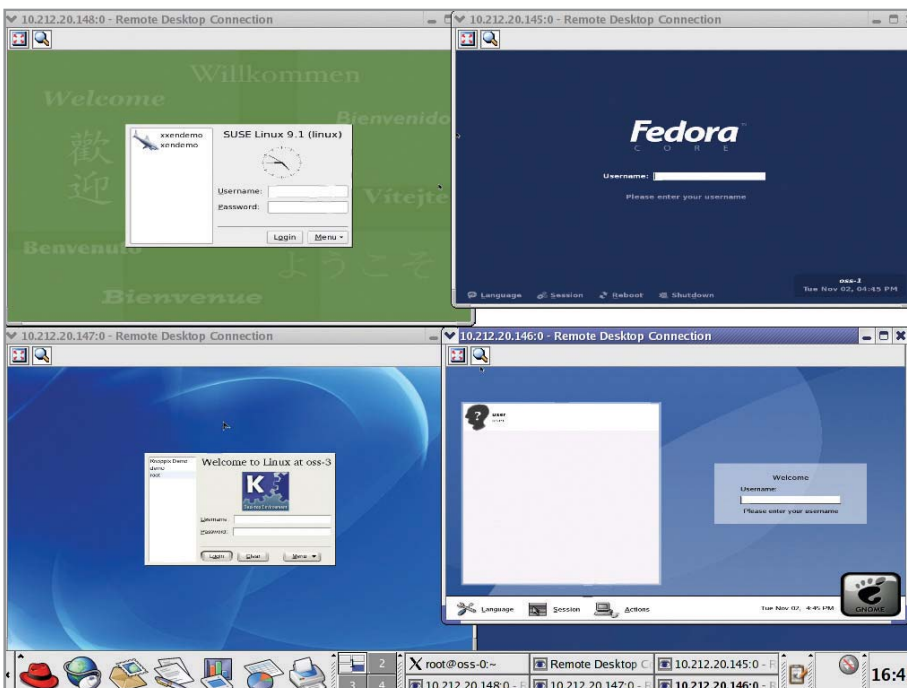 10.212.20.148:0 - Remote Desktop Connection
Willkommen
Welcome
Bienvenido
歡迎
Vítejte
Benvenuto
ようこそ
Bienvenue
xxendemo
xendemo
SUSE Linux 9.1 (linux)
Username:
Password:
Login
Menu
10.212.20.145:0 - Remote Desktop Connection
Fedora
CORE
Username:
Please enter your username
oss-1
Tue Nov 02, 04:45 PM
Language
Session
Reboot
Shutdown
10.212.20.147:0 - Remote Desktop Connection
Knoppix Demo
demo
root
Welcome to Linux at oss-3
K
Username
Password:
Login
Clear
Menu
10.212.20.146:0 - Remote Desktop Connection
?
user
Welcome
Username:
Please enter your username
Language
Session
Actions
Tue Nov 02, 4:45 PM
GNOME
2
3
4
root@oss-0:~
Remote Desktop C
10.212.20.145:0 - R
16:4
10.212.20.148:0 - R
10.212.20.147:0 - R
10.212.20.146:0 - R